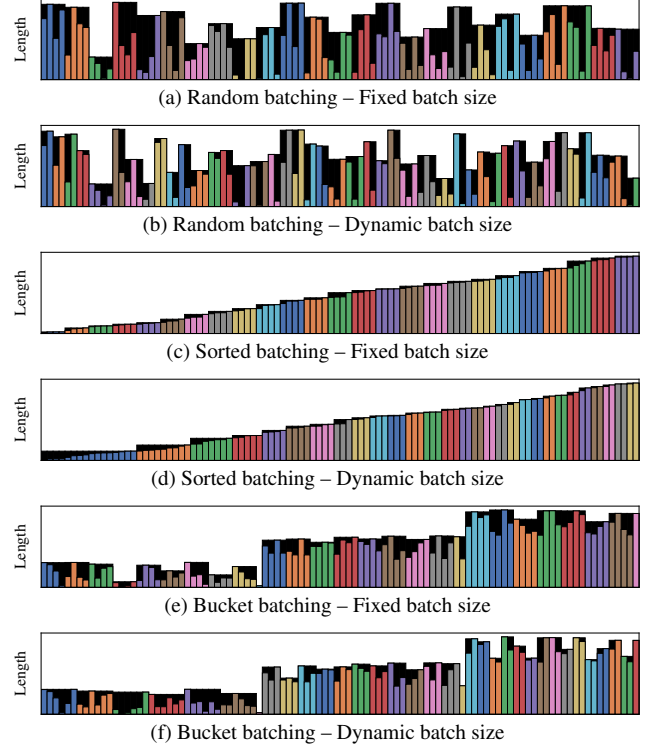 Length
(a) Random batching – Fixed batch size
Length
(b) Random batching – Dynamic batch size
Length
(c) Sorted batching – Fixed batch size
Length
(d) Sorted batching – Dynamic batch size
Length
(e) Bucket batching – Fixed batch size
Length
(f) Bucket batching – Dynamic batch size